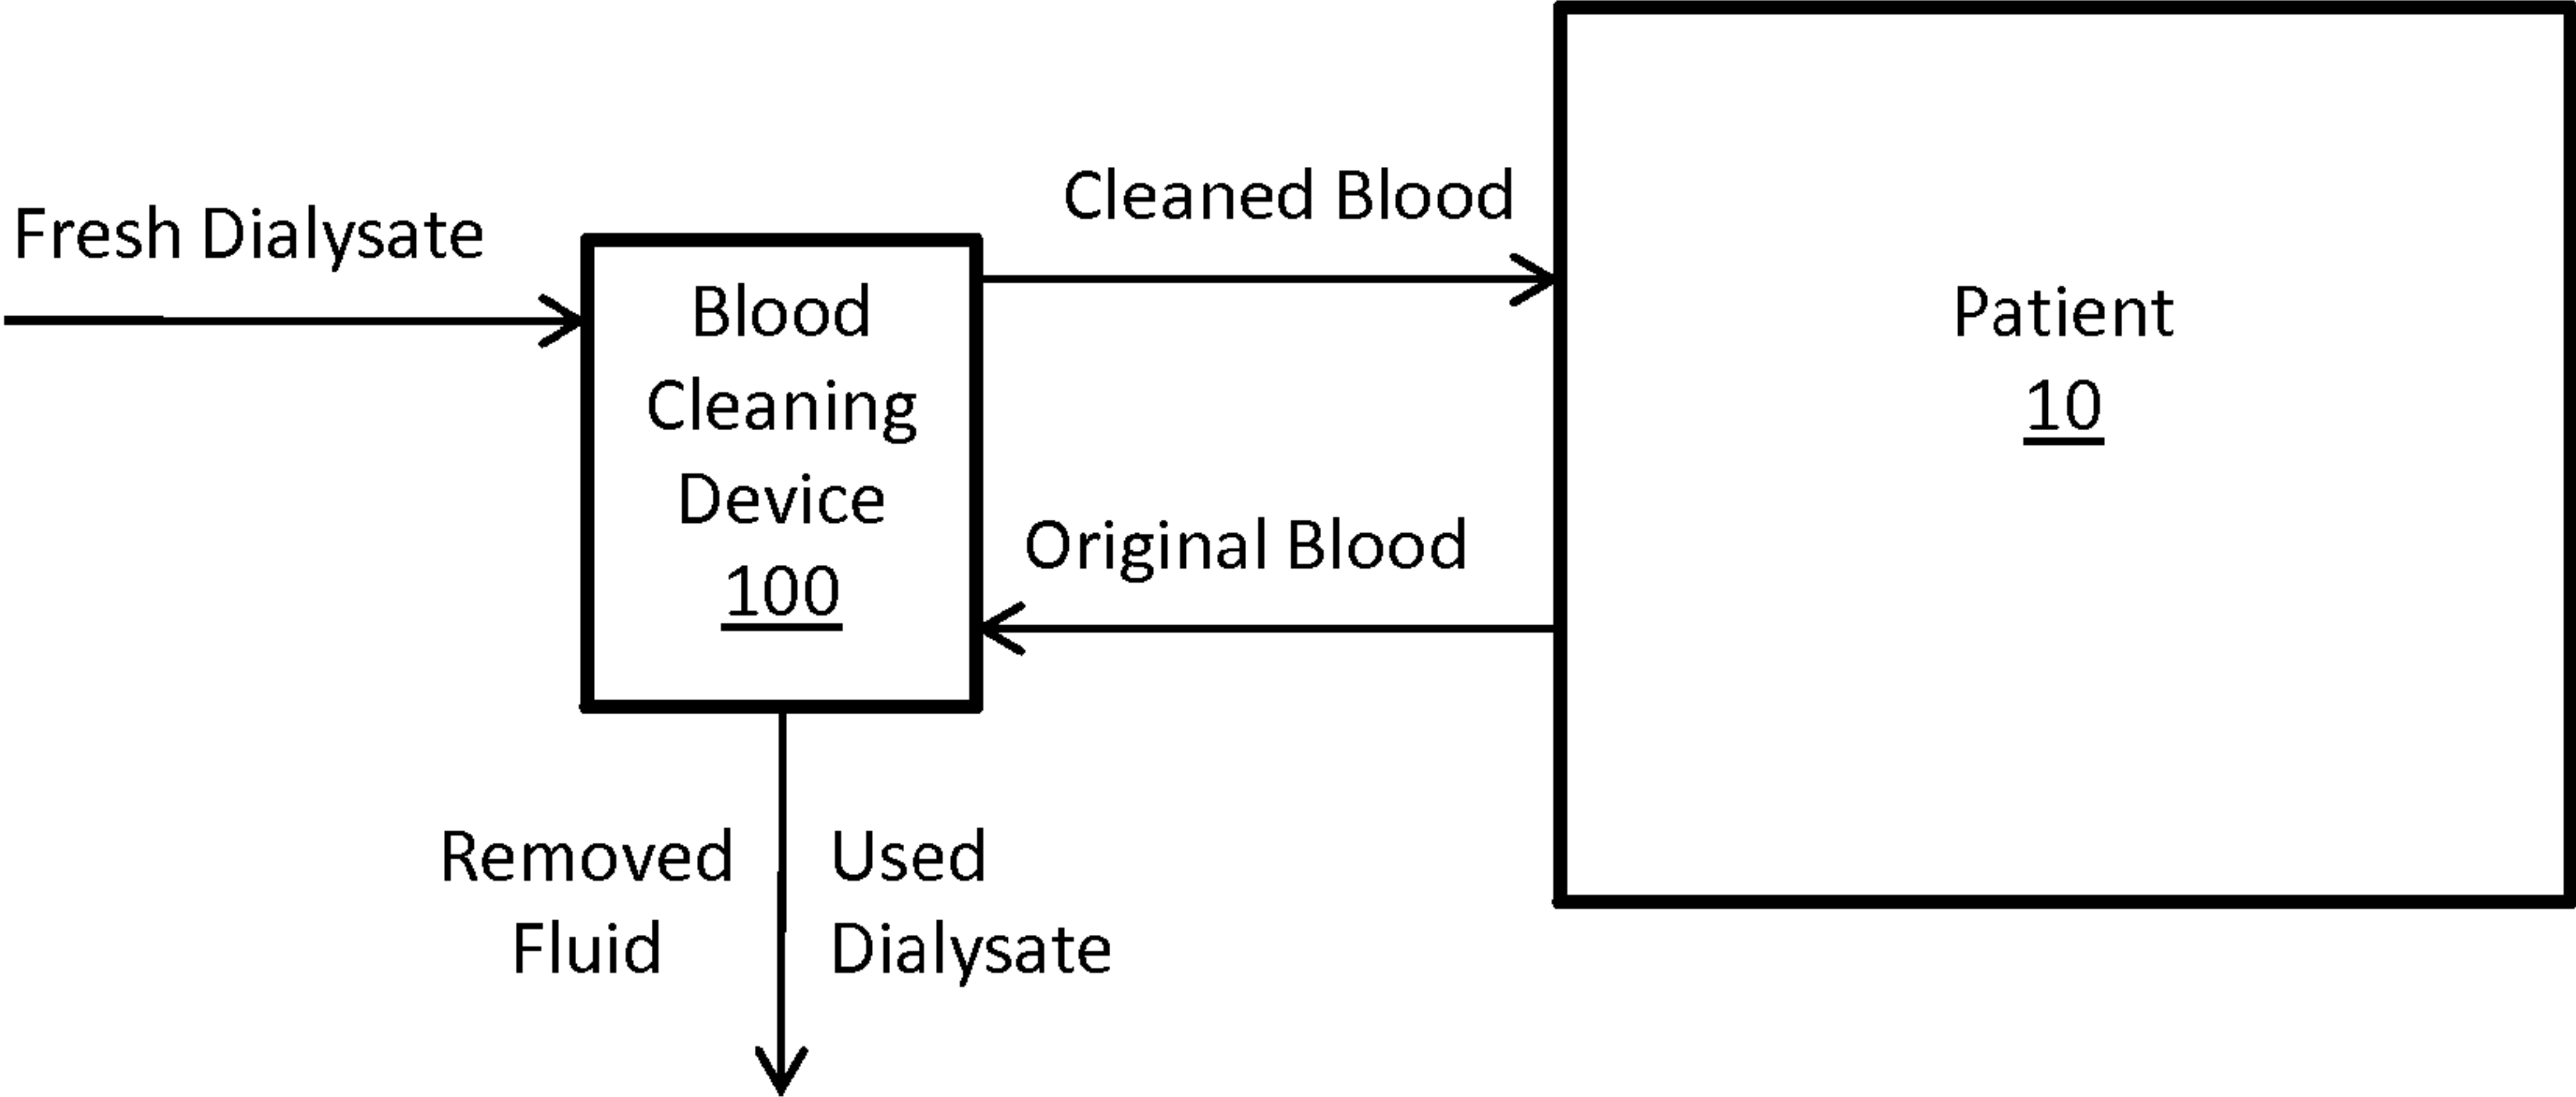 Fresh Dialysate
Blood
Cleaning
Device
100
Cleaned Blood
Original Blood
Patient
10
Removed
Fluid
Used
Dialysate